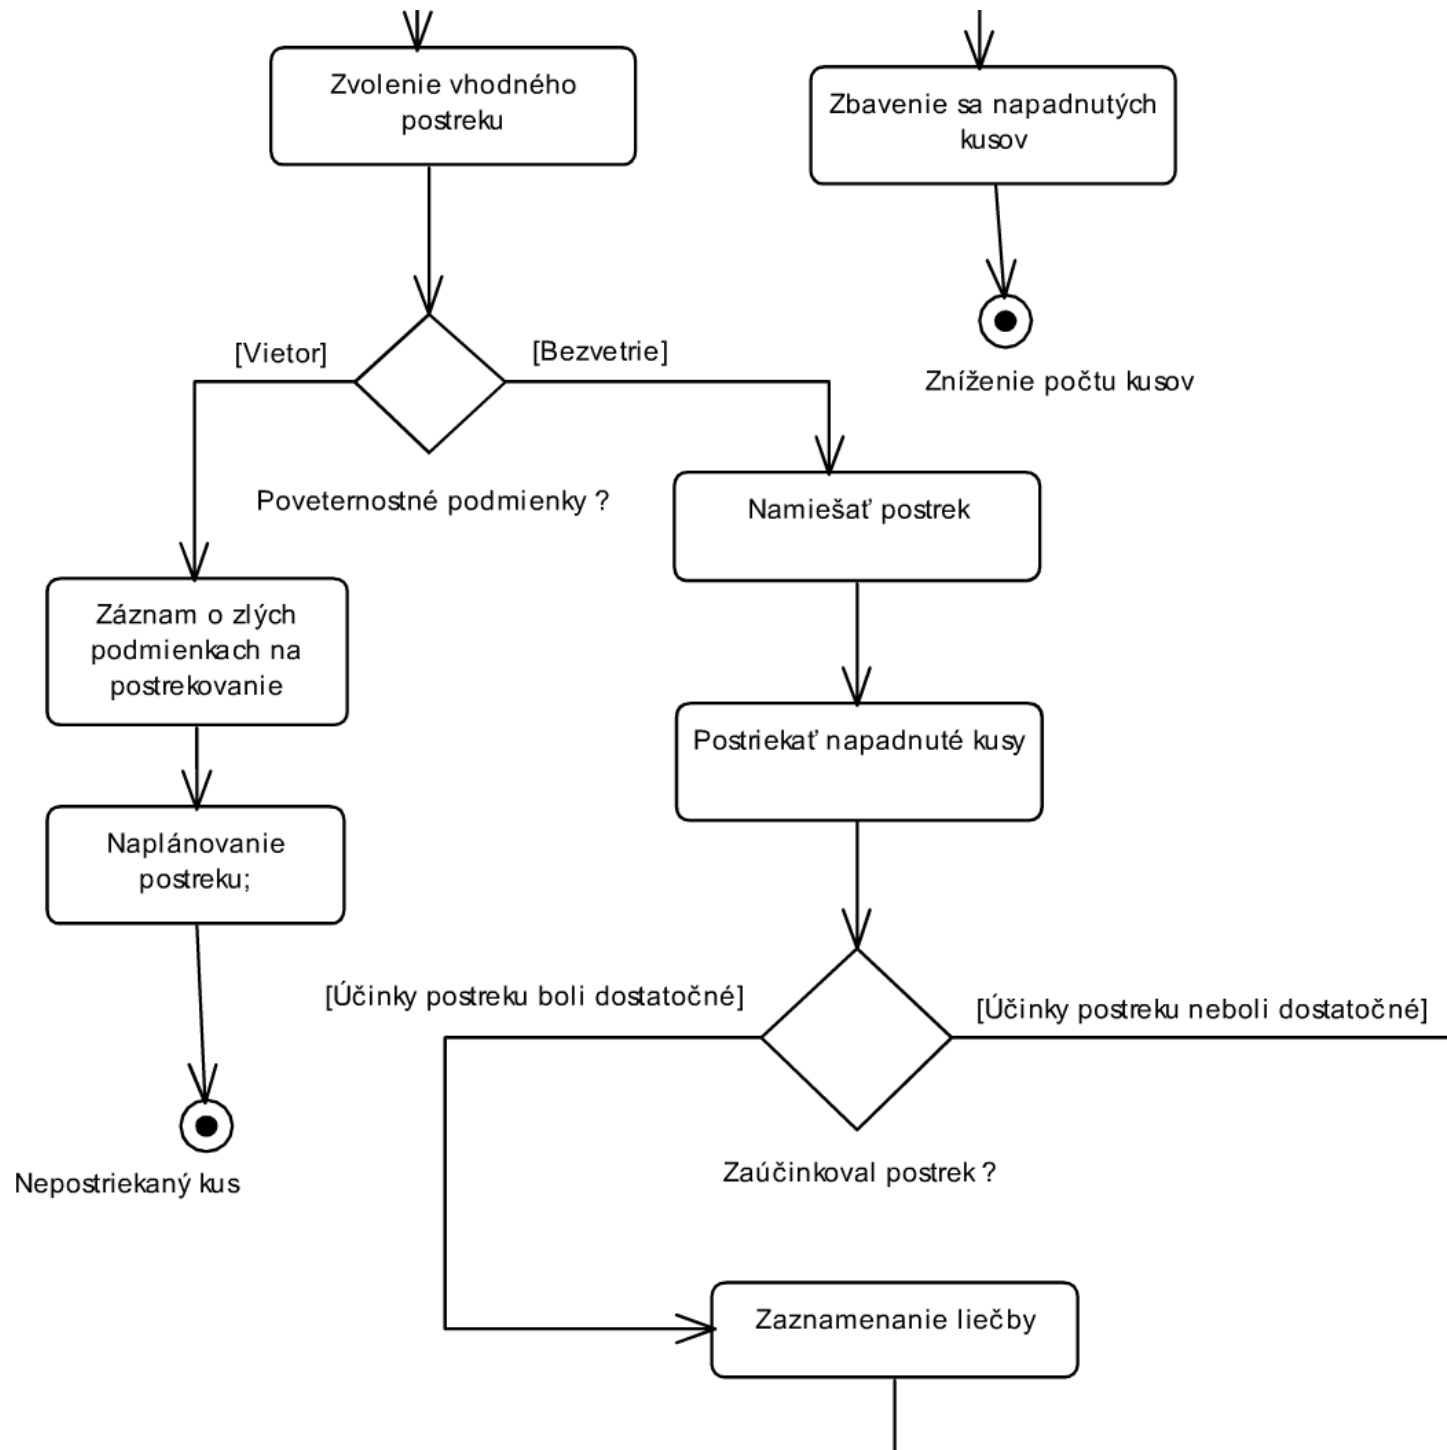 Zvolenie vhodného
postreku
Zbavenie sa napadnutých
kusov
[Vietor]
[Bezvetrie]
Zníženie počtu kusov
Poveternostné podmienky ?
Namiešať postrek
Záznam o zlých
podmienkach na
postrekovanie
Postriekať napadnuté kusy
Naplánovanie
postreku;
[Účinky postreku boli dostatočné]
[Účinky postreku neboli dostatočné]
Nepostriekaný kus
Zaúčinkoval postrek ?
Zaznamenanie liečby